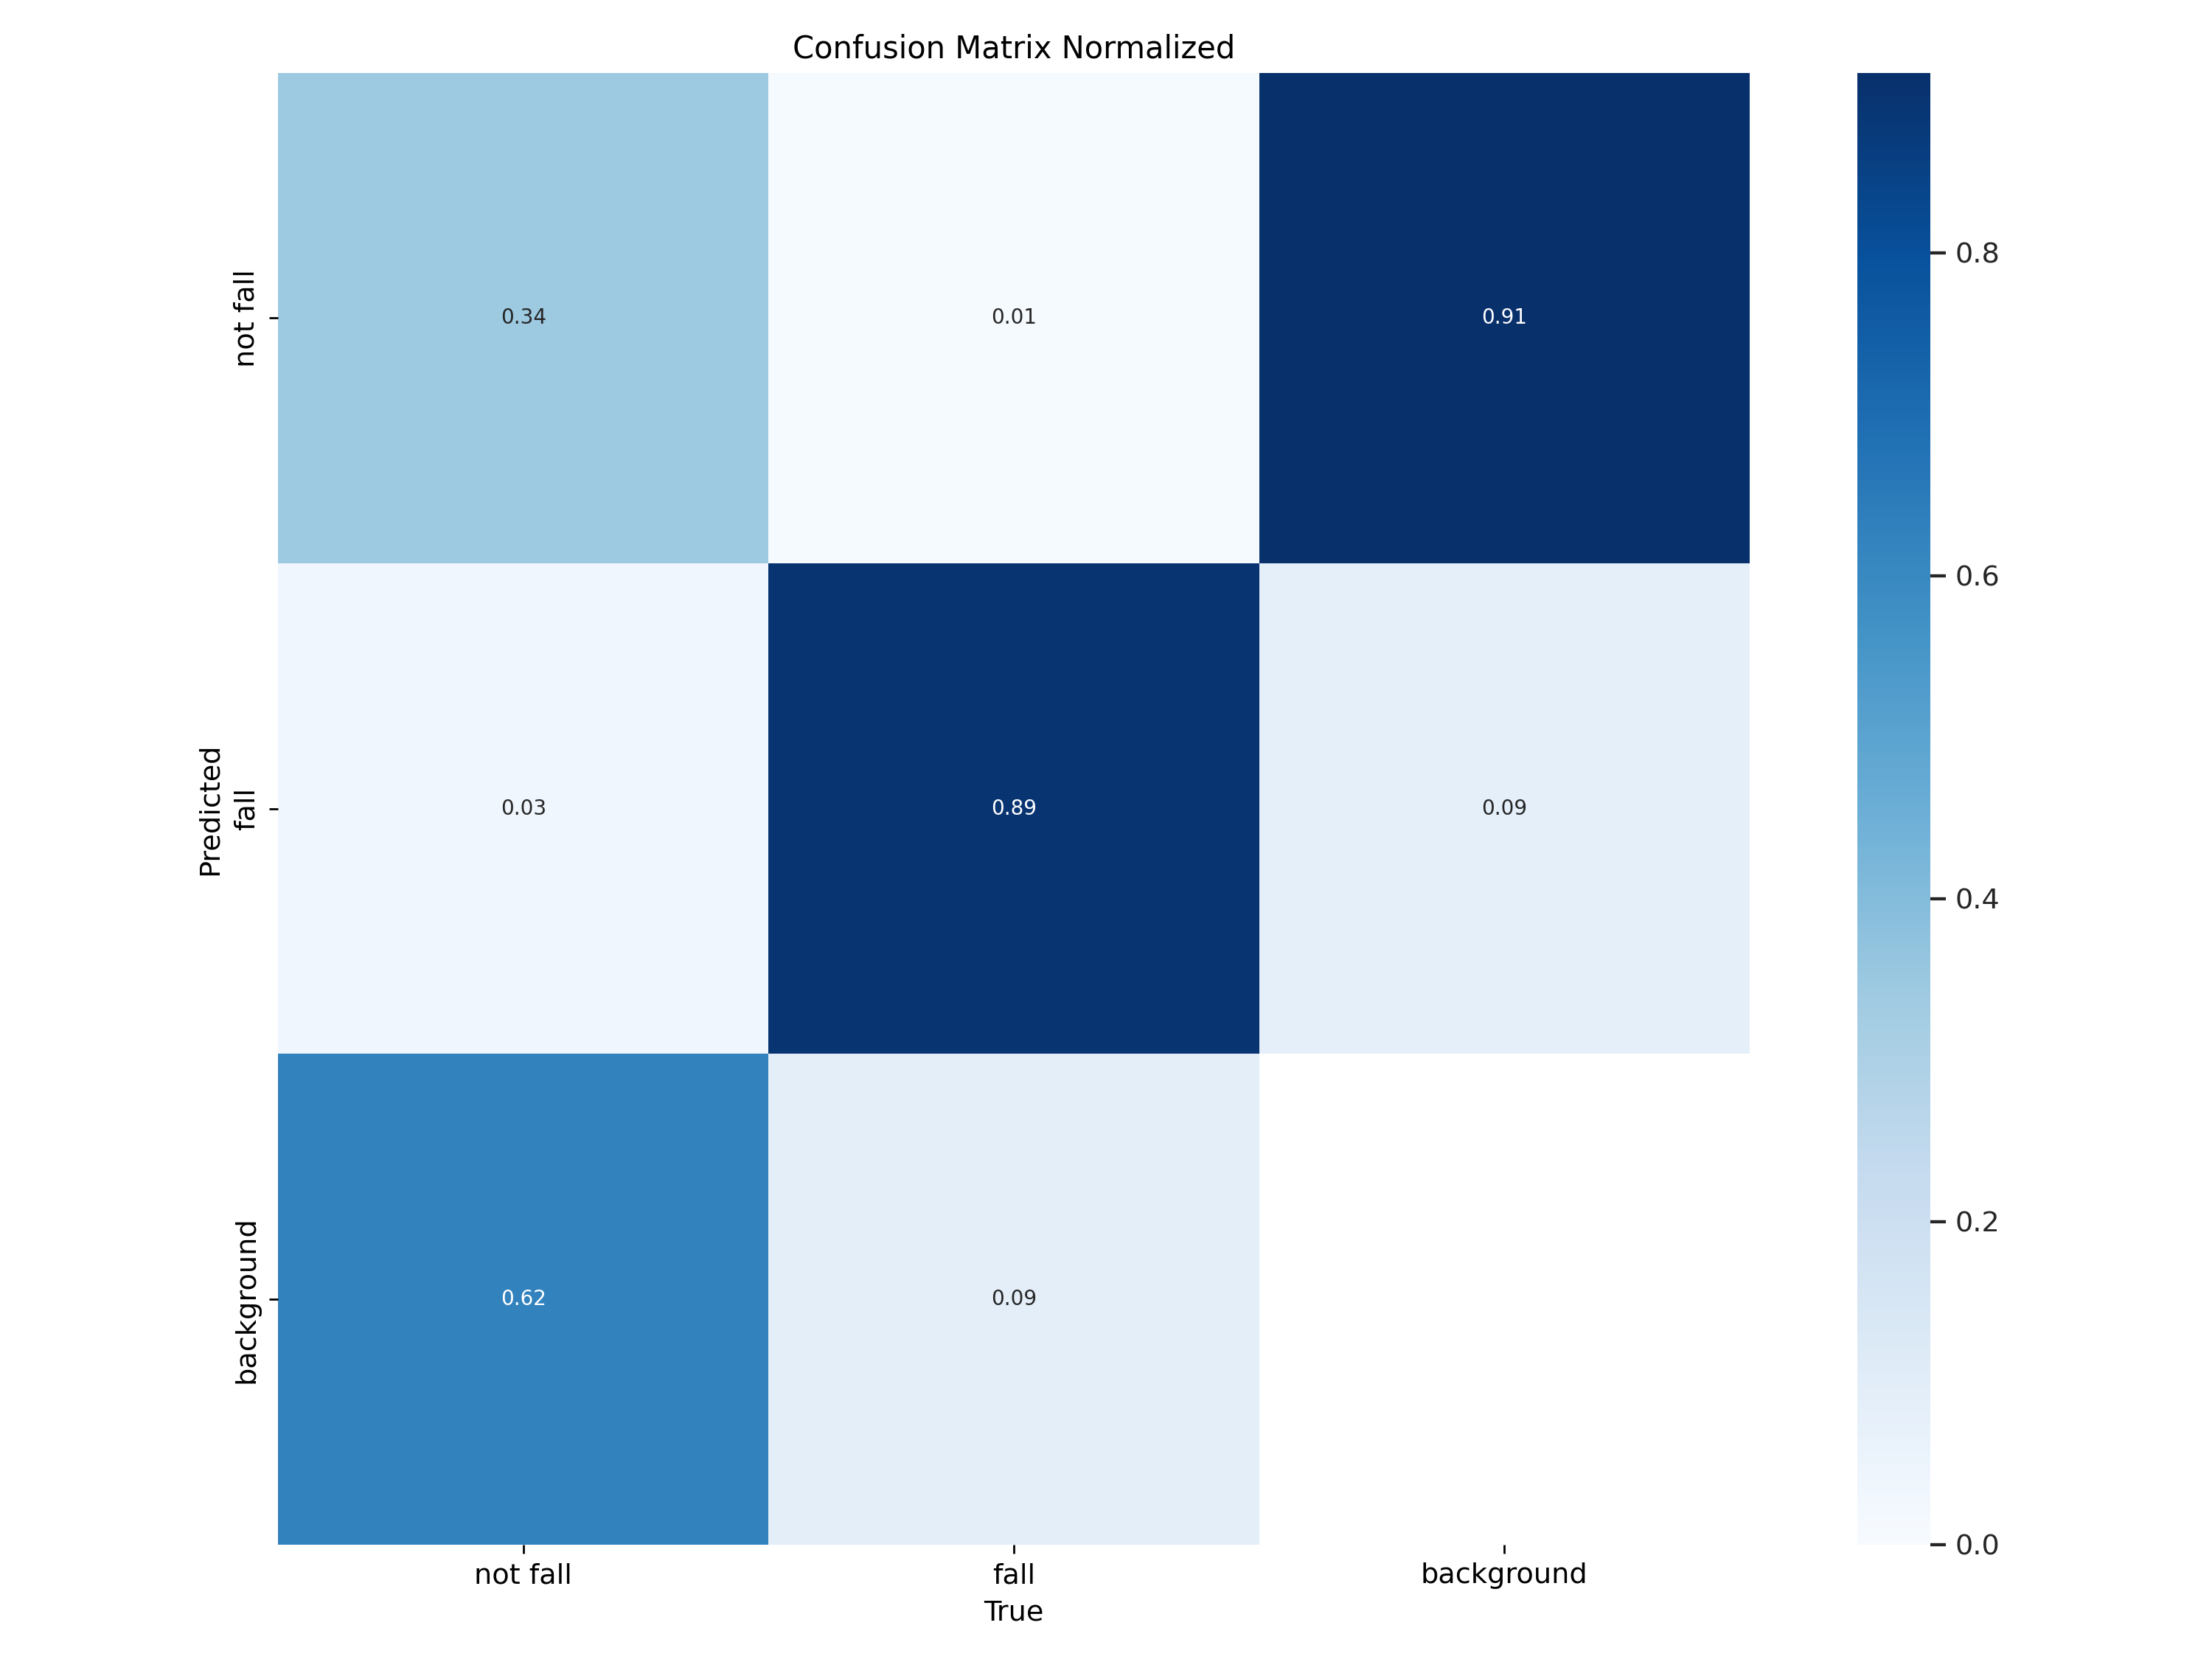 Confusion Matrix Normalized
not fall
0.34
0.01
0.91
0.8
0.6
Predicted
fall
0.03
0.89
0.09
0.4
0.2
background
0.62
0.09
0.0
not fall
fall
background
True